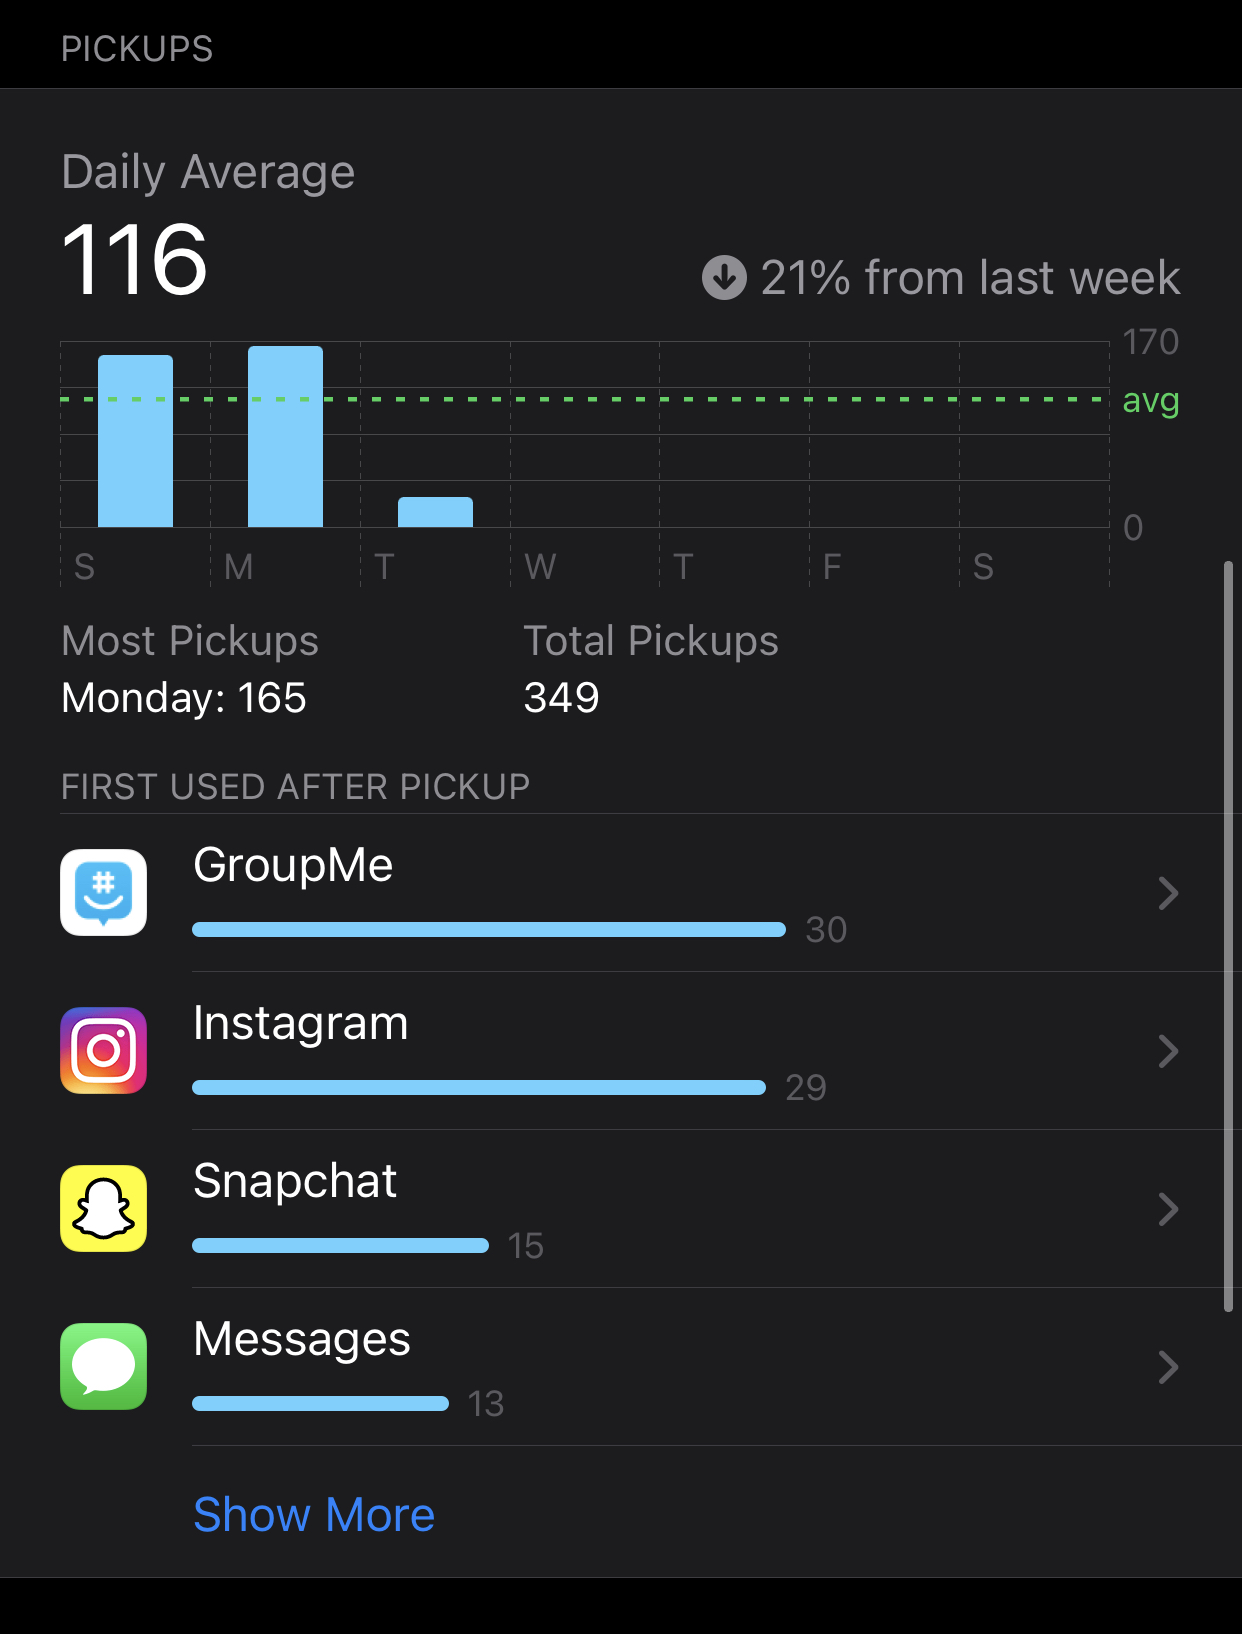 PICKUPS
Daily Average
116
21% from last week
170
avg
0
S M T W T F S
Most Pickups Total Pickups
Monday: 165 349
FIRST USED AFTER PICKUP
GroupMe
30
Instagram
29
Snapchat
15
Messages
13
Show More